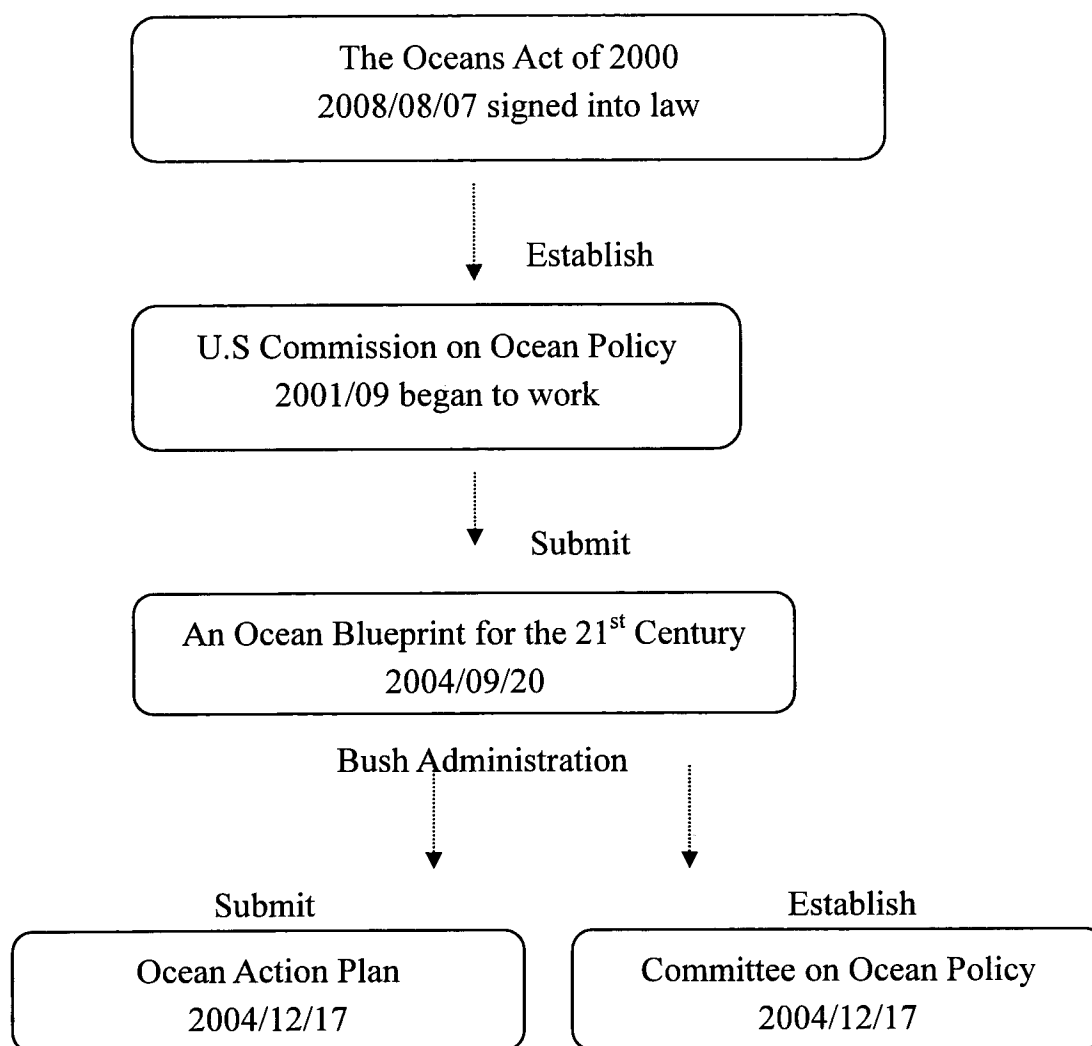 The Oceans Act of 2000
2008/08/07 signed into law
Establish
U.S Commission on Ocean Policy
2001/09 began to work
Submit
An Ocean Blueprint for the 21st Century
2004/09/20
Bush Administration
Submit
Establish
Ocean Action Plan
2004/12/17
Committee on Ocean Policy
2004/12/17